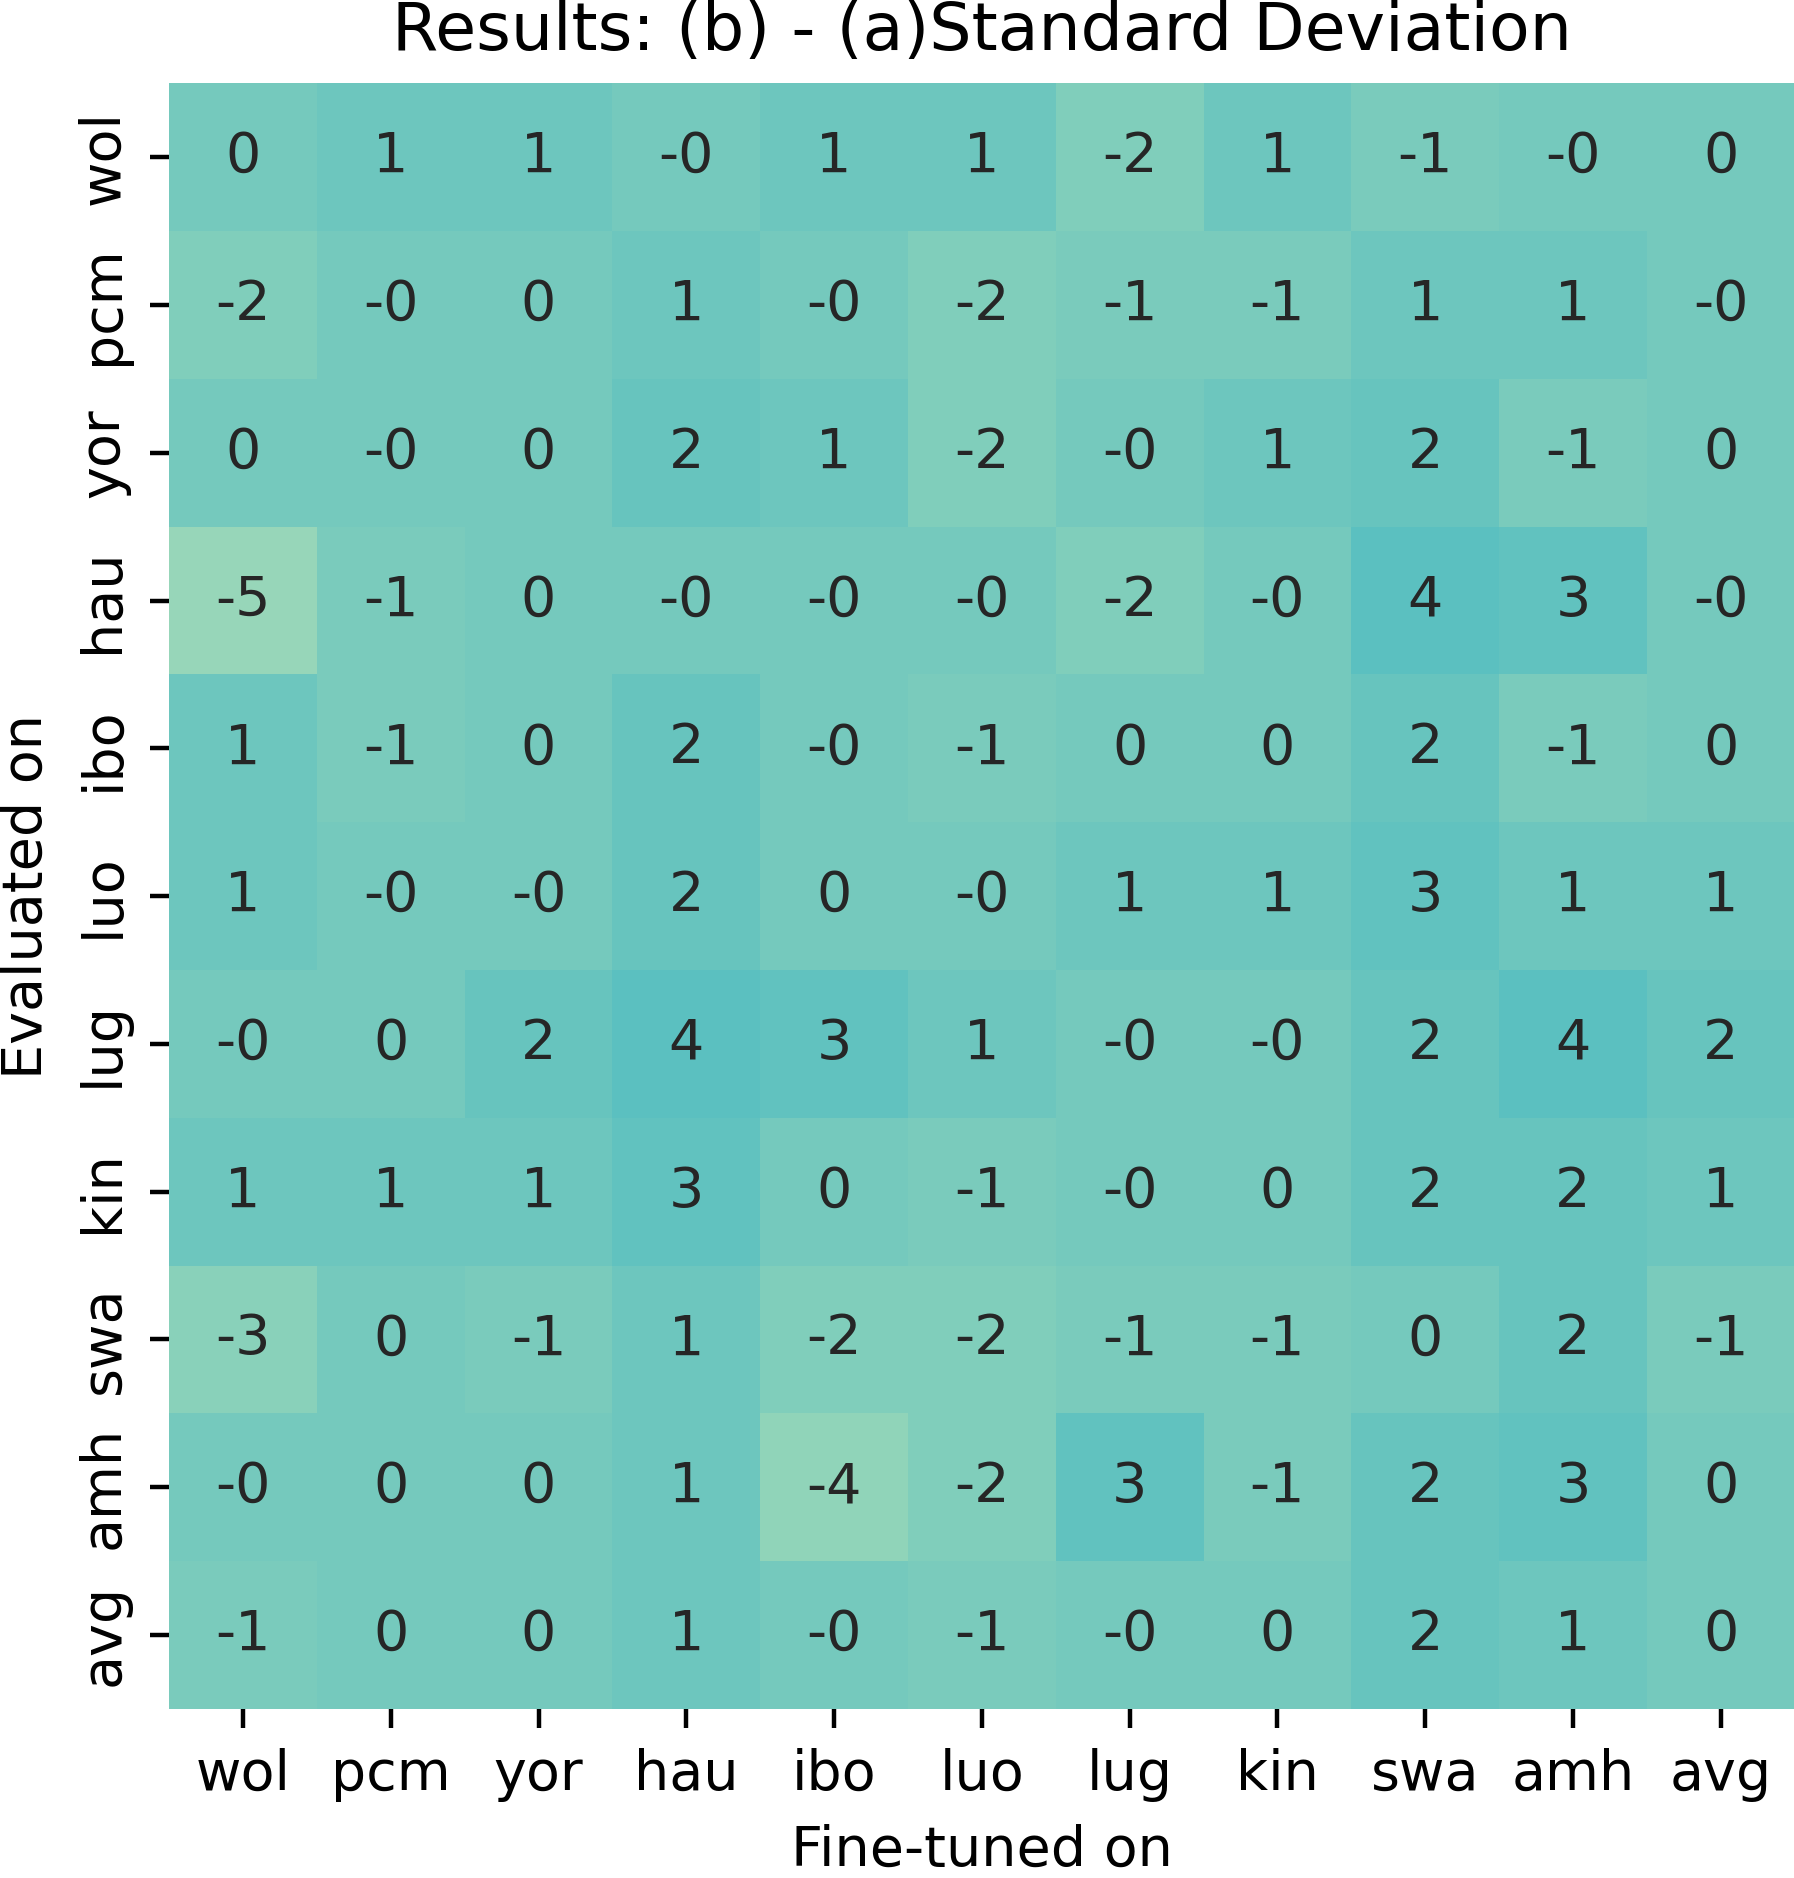 Results: (b) - (a)Standard Deviation
Evaluated on
wol 0 1 1 -0 1 1 -2 1 -1 -0 0
pcm -2 -0 0 1 -0 -2 -1 -1 1 1 -0
yor 0 -0 0 2 1 -2 -0 1 2 -1 0
hau -5 -1 0 -0 -0 -0 -2 -0 4 3 -0
ibo 1 -1 0 2 -0 -1 0 0 2 -1 0
luo 1 -0 -0 2 0 -0 1 1 3 1 1
lug -0 0 2 4 3 1 -0 -0 2 4 2
kin 1 1 1 3 0 -1 -0 0 2 2 1
swa -3 0 -1 1 -2 -2 -1 -1 0 2 -1
amh -0 0 0 1 -4 -2 3 -1 2 3 0
avg -1 0 0 1 -0 -1 -0 0 2 1 0
wol pcm yor hau ibo luo lug kin swa amh avg
Fine-tuned on